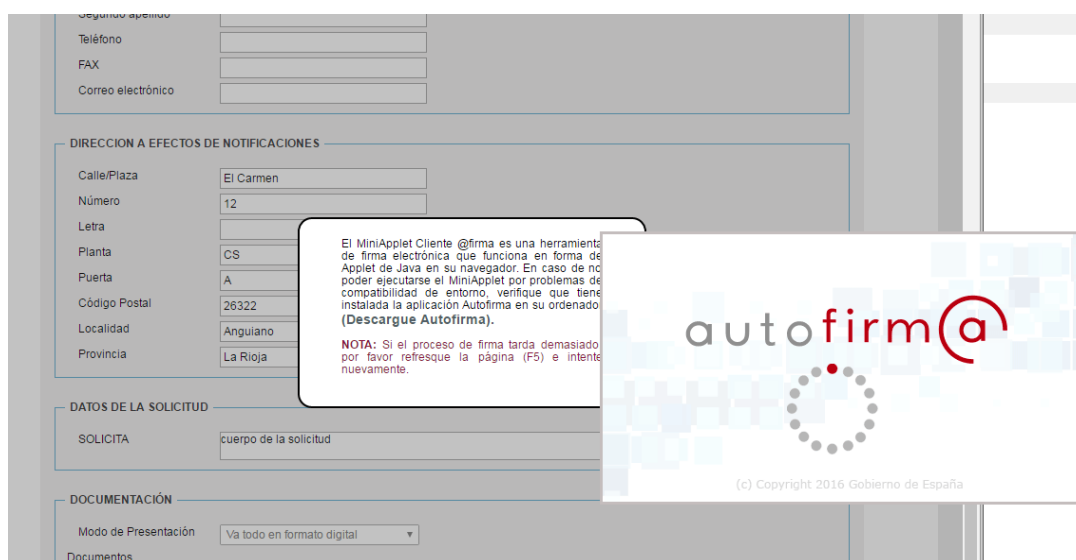 Segundo apellido
Teléfono
FAX
Correo electrónico
DIRECCION A EFECTOS DE NOTIFICACIONES
Calle/Plaza El Carmen
Número 12
Letra
Planta CS
Puerta A
Código Postal 26322
Localidad Anguiano
Provincia La Rioja
El MiniApplet Cliente @firma es una herramienta
de firma electrónica que funciona en forma de
Applet de Java en su navegador. En caso de no
poder ejecutarse el MiniApplet por problemas de
compatibilidad de entorno, verifique que tiene
instalada la aplicación Autofirma en su ordenado
(Descargue Autofirma).
NOTA: Si el proceso de firma tarda demasiado
por favor refresque la página (F5) e intente
nuevamente.
autofirm@
(c) Copyright 2016 Gobierno de España
DATOS DE LA SOLICITUD
SOLICITA cuerpo de la solicitud
DOCUMENTACIÓN
Modo de Presentación Va todo en formato digital
Documentos